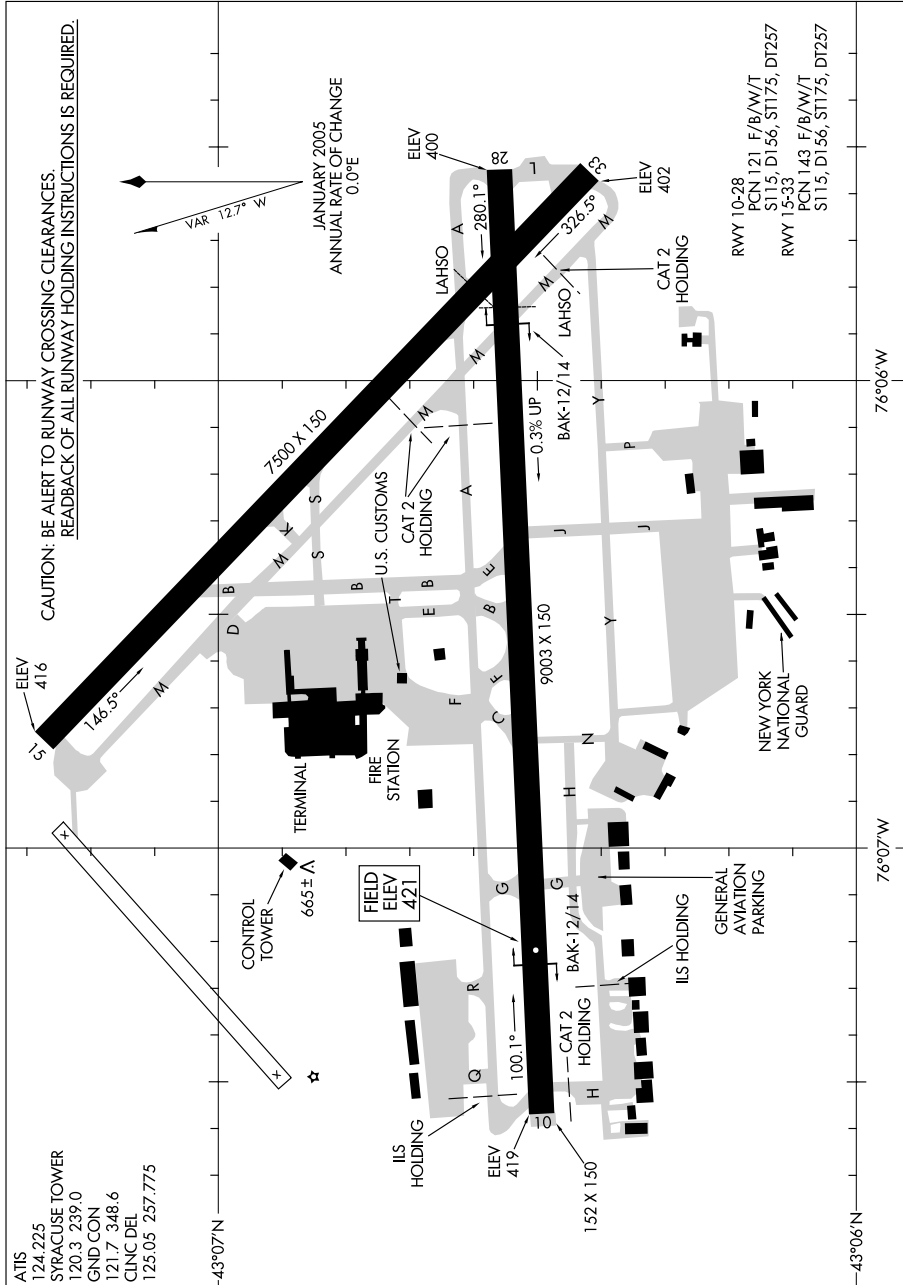 ATIS
124.225
SYRACUSE TOWER
120.3 239.0
GND CON
121.7 348.6
CLNC DEL
125.05 257.775
CAUTION: BE ALERT TO RUNWAY CROSSING CLEARANCES.
READBACK OF ALL RUNWAY HOLDING INSTRUCTIONS IS REQUIRED.
VAR 12.7° W
JANUARY 2005
ANNUAL RATE OF CHANGE
0.0°E
ELEV
416
15
146.5°
M
7500 X 150
X
X
CONTROL
TOWER
665±
TERMINAL
FIRE
STATION
U.S. CUSTOMS
D
B
M
K
S
S
B
T
E
B
CAT 2
HOLDING
M
M
LAHSO
A
ELEV
400
28
280.1°
L
33
326.5°
ELEV
402
M
M
CAT 2
HOLDING
LAHSO
BAK-12/14
0.3% UP
A
E
B
F
F
C
9003 X 150
FIELD
ELEV
421
G
G
R
Q
ILS
HOLDING
100.1°
ELEV
419
10
152 X 150
CAT 2
HOLDING
BAK-12/14
H
H
N
Y
Y
J
J
P
ILS HOLDING
GENERAL
AVIATION
PARKING
NEW YORK
NATIONAL
GUARD
RWY 10-28
PCN 121 F/B/W/T
S115, D156, ST175, DT257
RWY 15-33
PCN 143 F/B/W/T
S115, D156, ST175, DT257
43°07'N
43°06'N
76°07'W
76°06'W